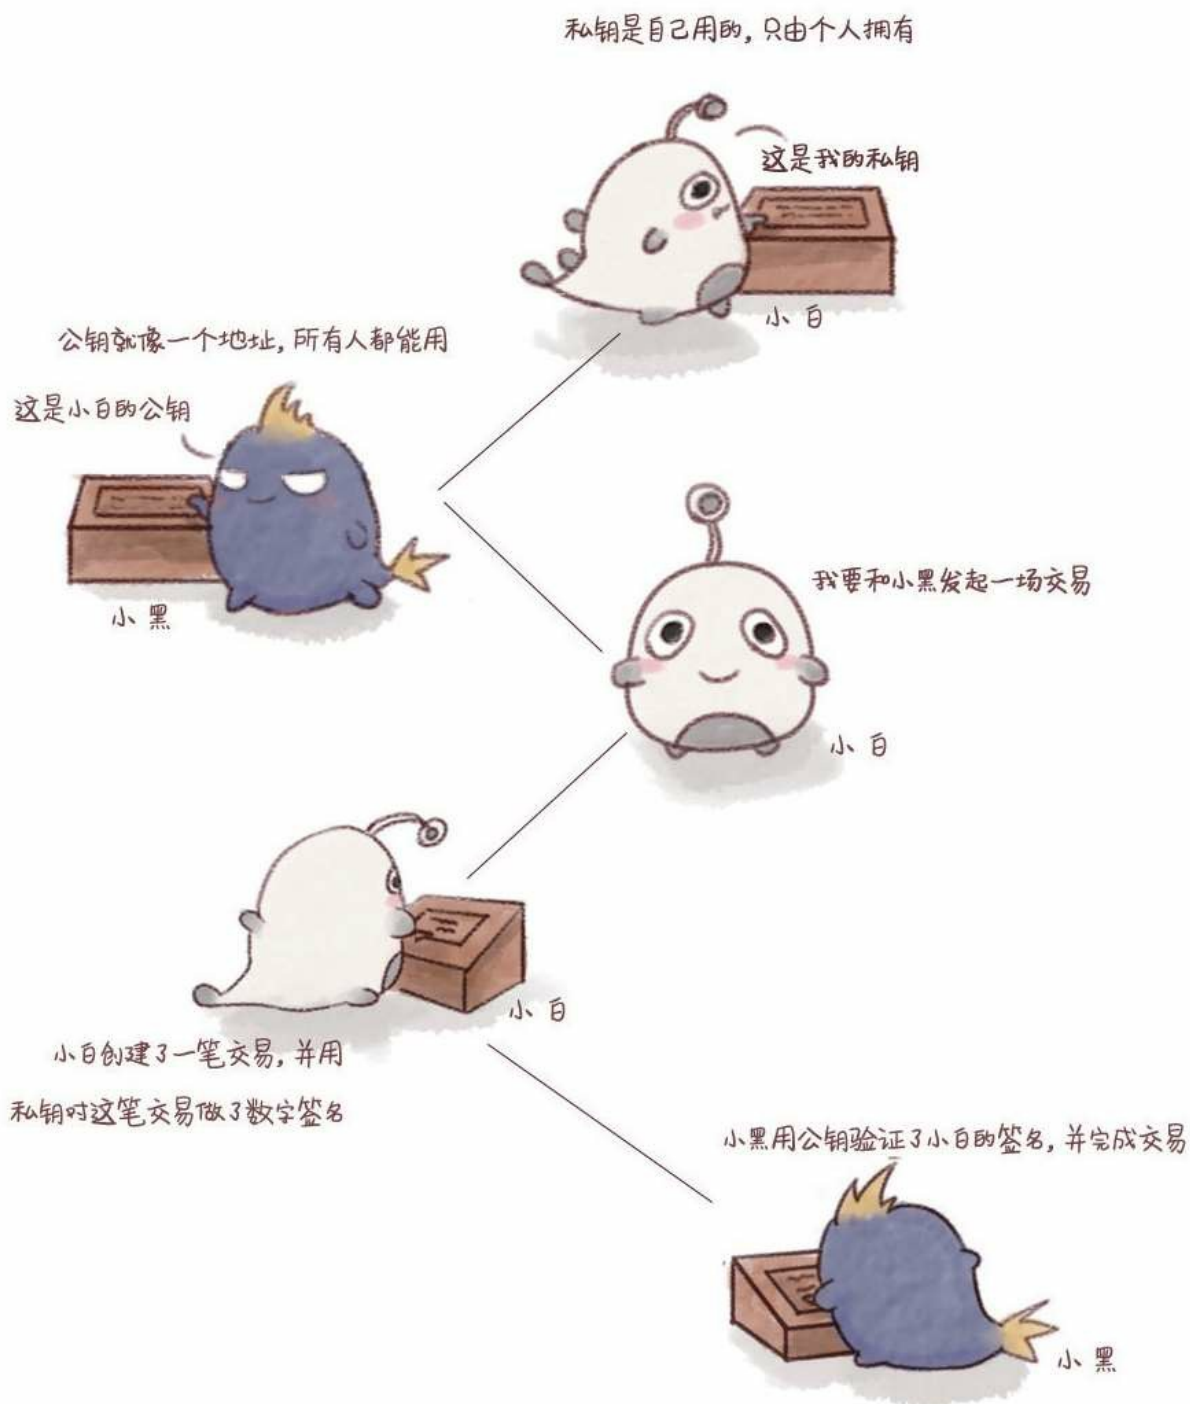 私钥是自己用的，只由个人拥有
这是我的私钥
小白
公钥就像一个地址，所有人都能用
这是小白的公钥
小黑
我要和小黑发起一场交易
小白
小白
小白创建了一笔交易，并用
私钥对这笔交易做了数字签名
小黑用公钥验证了小白的签名，并完成交易
小黑